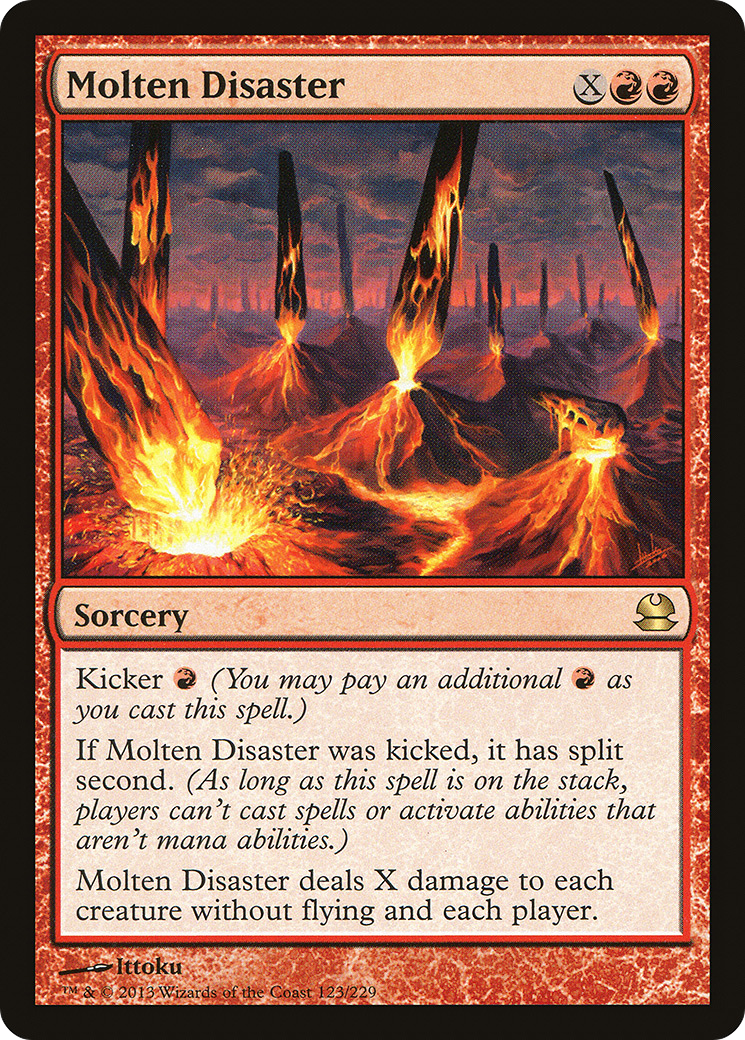 Molten Disaster X
Sorcery
Kicker (You may pay an additional as
you cast this spell.)
If Molten Disaster was kicked, it has split
second. (As long as this spell is on the stack,
players can't cast spells or activate abilities that
aren't mana abilities.)
Molten Disaster deals X damage to each
creature without flying and each player.
Ittoku
™ & © 2013 Wizards of the Coast 123/229